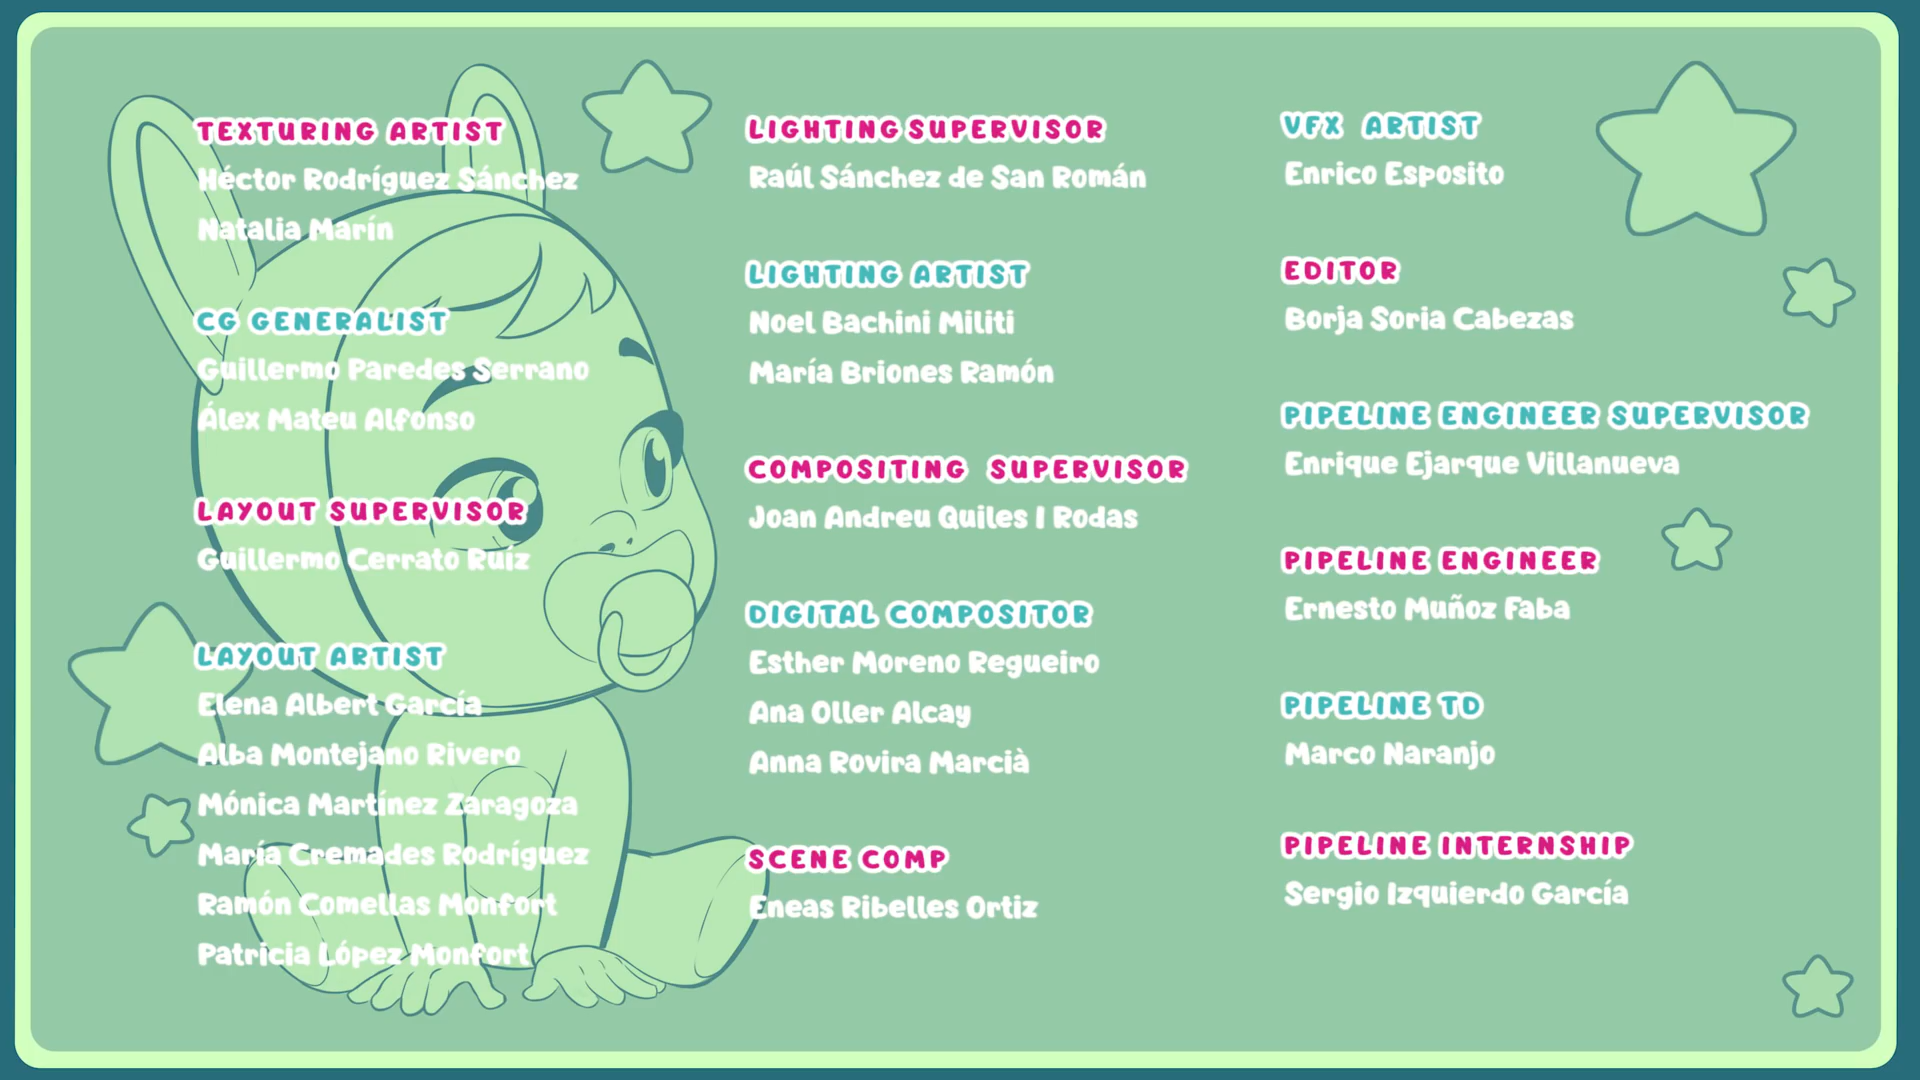 TEXTURING ARTIST
Héctor Rodríguez Sánchez
Natalia Marín
CG GENERALIST
Guillermo Paredes Serrano
Álex Mateu Alfonso
LAYOUT SUPERVISOR
Guillermo Cerrato Ruíz
LAYOUT ARTIST
Elena Albert García
Alba Montejano Rivero
Mónica Martínez Zaragoza
María Cremades Rodríguez
Ramón Comellas Monfort
Patricia López Monfort
LIGHTING SUPERVISOR
Raúl Sánchez de San Román
LIGHTING ARTIST
Noel Bachini Militi
María Briones Ramón
COMPOSITING SUPERVISOR
Joan Andreu Quiles I Rodas
DIGITAL COMPOSITOR
Esther Moreno Regueiro
Ana Oller Alcay
Anna Rovira Marcià
SCENE COMP
Eneas Ribelles Ortiz
VFX ARTIST
Enrico Esposito
EDITOR
Borja Soria Cabezas
PIPELINE ENGINEER SUPERVISOR
Enrique Ejarque Villanueva
PIPELINE ENGINEER
Ernesto Muñoz Faba
PIPELINE TD
Marco Naranjo
PIPELINE INTERNSHIP
Sergio Izquierdo García